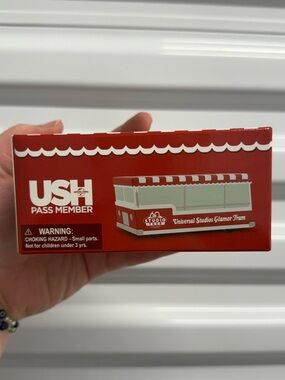 USH
PASS MEMBER
WARNING:
CHOKING HAZARD - Small parts.
Not for children under 3 yrs.
STUDIO
TOUR
Universal Studios Glamor Tram